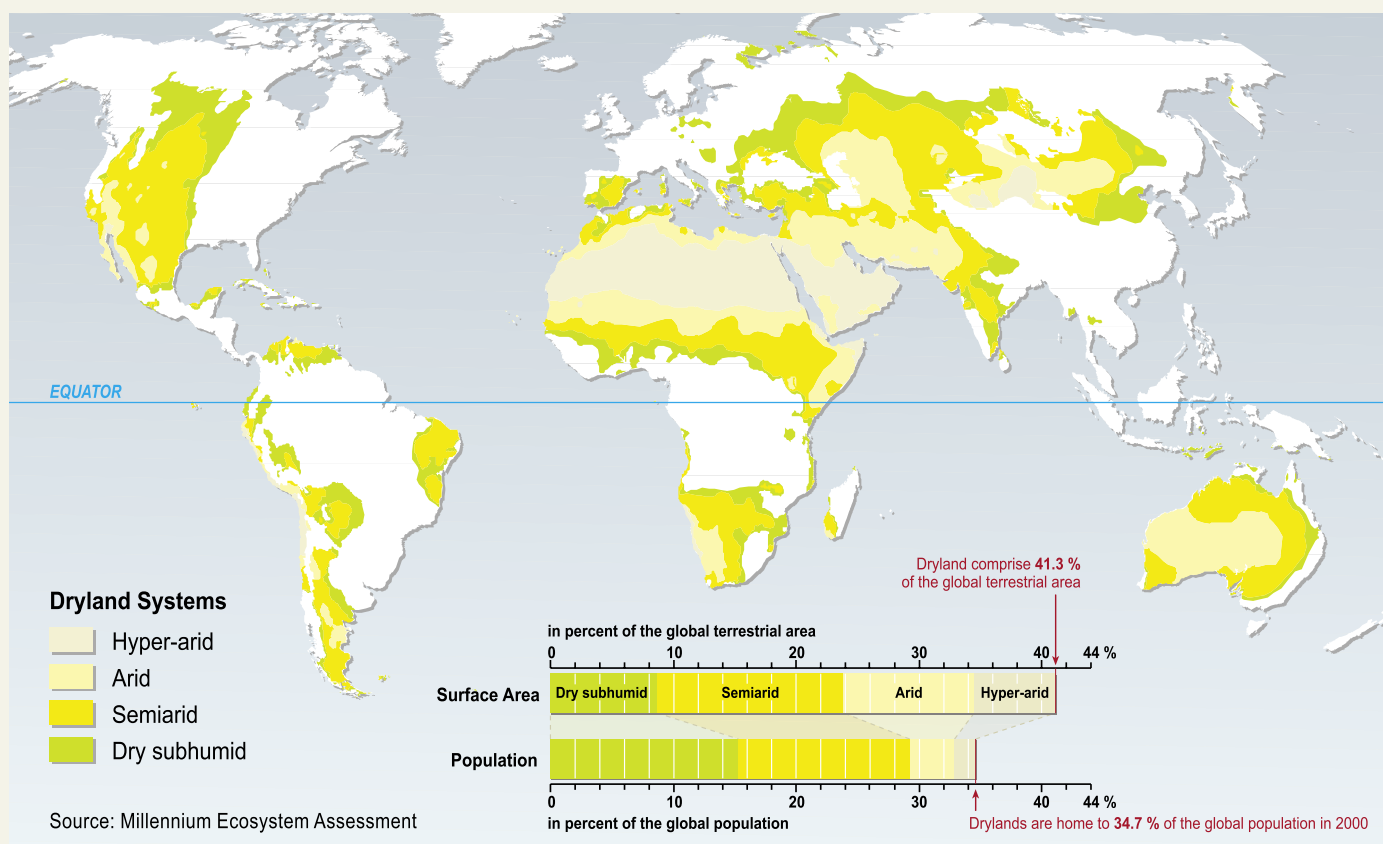 EQUATOR
Dryland Systems
Hyper-arid
Arid
Semiarid
Dry subhumid
Source: Millennium Ecosystem Assessment
Dryland comprise 41.3 %
of the global terrestrial area
in percent of the global terrestrial area
0 10 20 30 40 44 %
Surface Area Dry subhumid Semiarid Arid Hyper-arid
Population
0 10 20 30 40 44 %
in percent of the global population
Drylands are home to 34.7 % of the global population in 2000